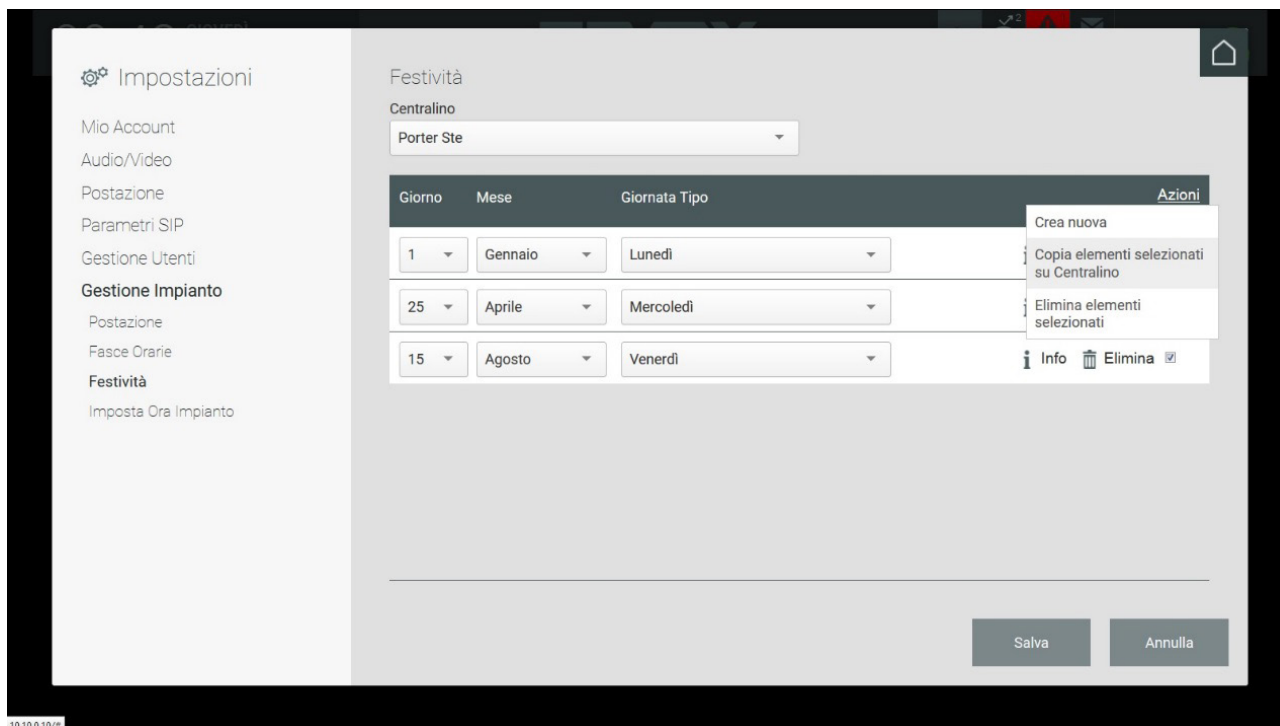 2
Impostazioni
Mio Account
Audio/Video
Postazione
Parametri SIP
Gestione Utenti
Gestione Impianto
Postazione
Fasce Orarie
Festività
Imposta Ora Impianto
Festività
Centralino
Porter Ste
Giorno Mese Giornata Tipo Azioni
Crea nuova
Copia elementi selezionati
su Centralino
Elimina elementi
selezionati
1 Gennaio Lunedì
25 Aprile Mercoledì
15 Agosto Venerdì Info Elimina
Salva Annulla